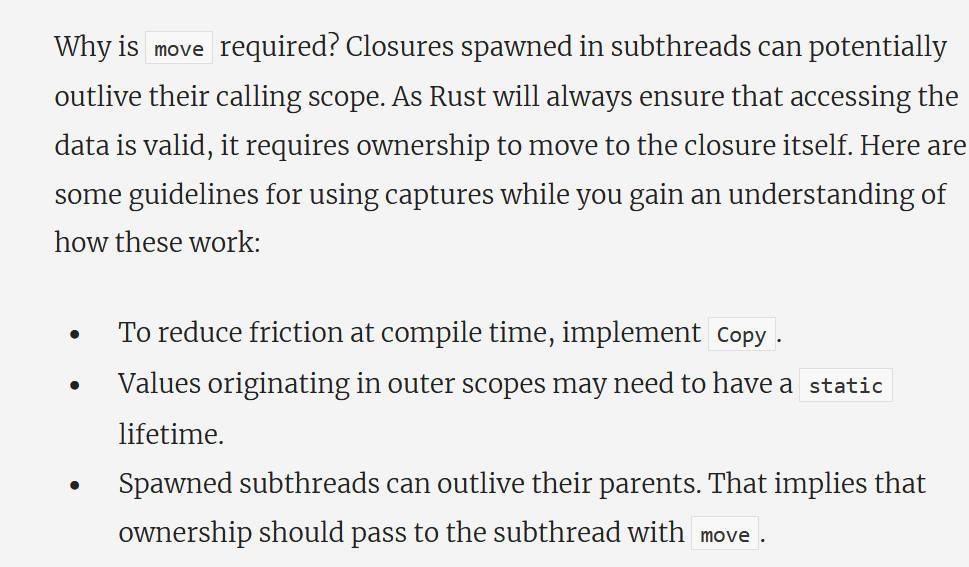 Why is move required? Closures spawned in subthreads can potentially
outlive their calling scope. As Rust will always ensure that accessing the
data is valid, it requires ownership to move to the closure itself. Here are
some guidelines for using captures while you gain an understanding of
how these work:
• To reduce friction at compile time, implement Copy.
• Values originating in outer scopes may need to have a static
lifetime.
• Spawned subthreads can outlive their parents. That implies that
ownership should pass to the subthread with move.